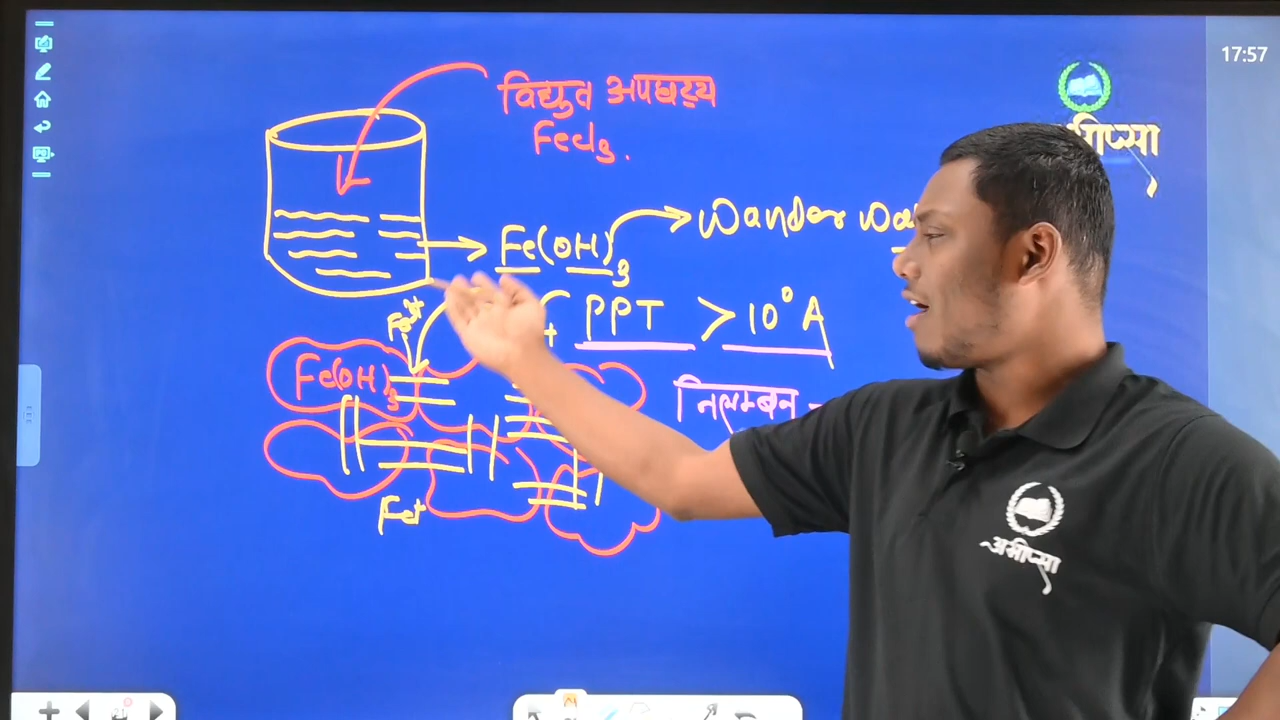 17:57
विद्युत अपघट्य
FeCl3.
अभीप्सा
Fe(OH)3
Wander Wa
+ PPT > 10°A
Fe3+
Fe(OH)3
निलम्बन -
Fe+
अभीप्सा